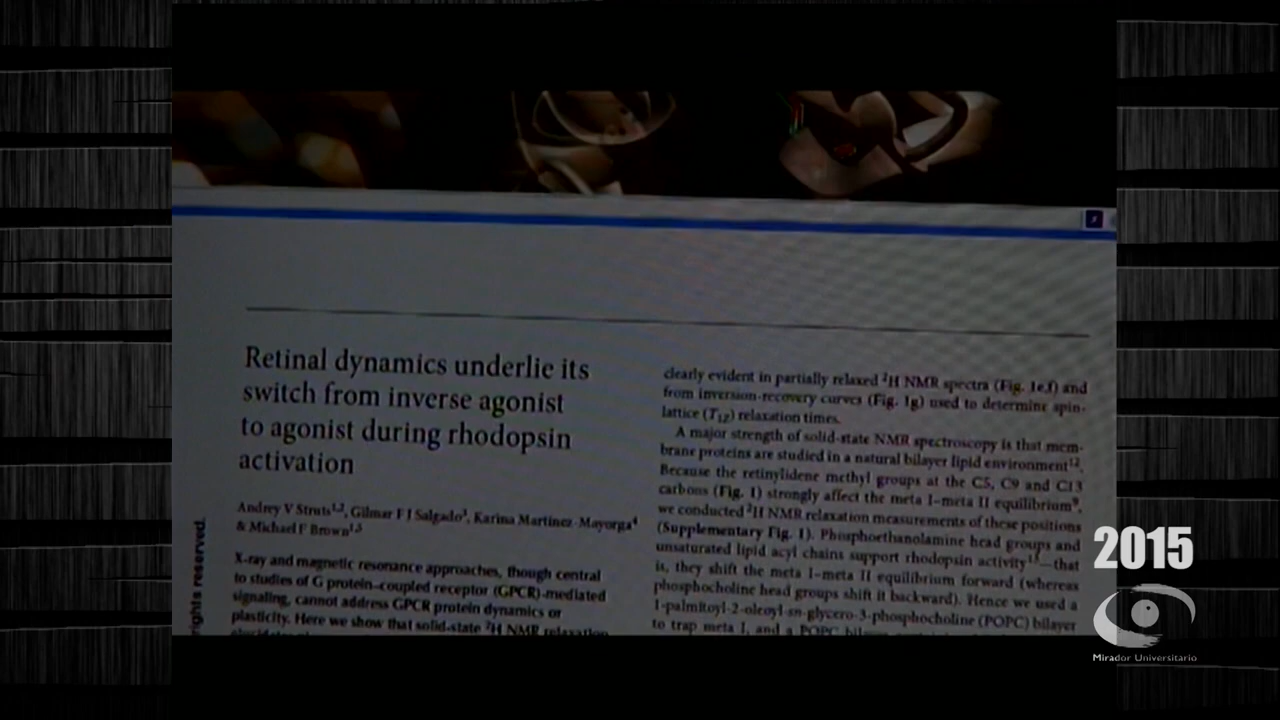 Retinal dynamics underlie its
switch from inverse agonist
to agonist during rhodopsin
activation
Andrey V Struts1,2, Gilmar F J Salgado3, Karina Martínez-Mayorga4
& Michael F Brown1,5
X-ray and magnetic resonance approaches, though central
to studies of G protein–coupled receptor (GPCR)-mediated
signaling, cannot address GPCR protein dynamics or
plasticity. Here we show that solid-state 2H NMR relaxation
rights reserved.
clearly evident in partially relaxed 2H NMR spectra (Fig. 1e,f) and
from inversion-recovery curves (Fig. 1g) used to determine spin-
lattice (T1Z) relaxation times.
A major strength of solid-state NMR spectroscopy is that mem-
brane proteins are studied in a natural bilayer lipid environment12.
Because the retinylidene methyl groups at the C5, C9 and C13
carbons (Fig. 1) strongly affect the meta I–meta II equilibrium9,
we conducted 2H NMR relaxation measurements of these positions
(Supplementary Fig. 1). Phosphoethanolamine head groups and
unsaturated lipid acyl chains support rhodopsin activity13—that
is, they shift the meta I–meta II equilibrium forward (whereas
phosphocholine head groups shift it backward). Hence we used a
1-palmitoyl-2-oleoyl-sn-glycero-3-phosphocholine (POPC) bilayer
to trap meta I, and a POPC
2015
Mirador Universitario